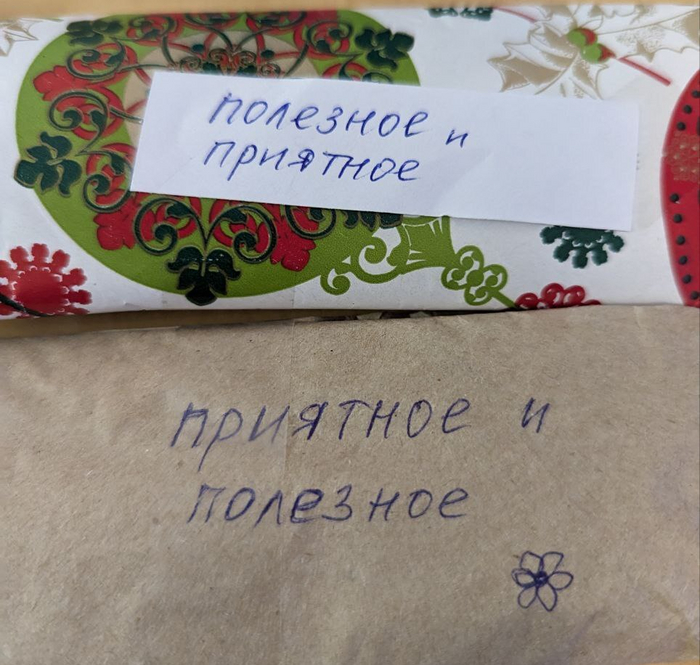 полезное и
приятное
приятное и
полезное